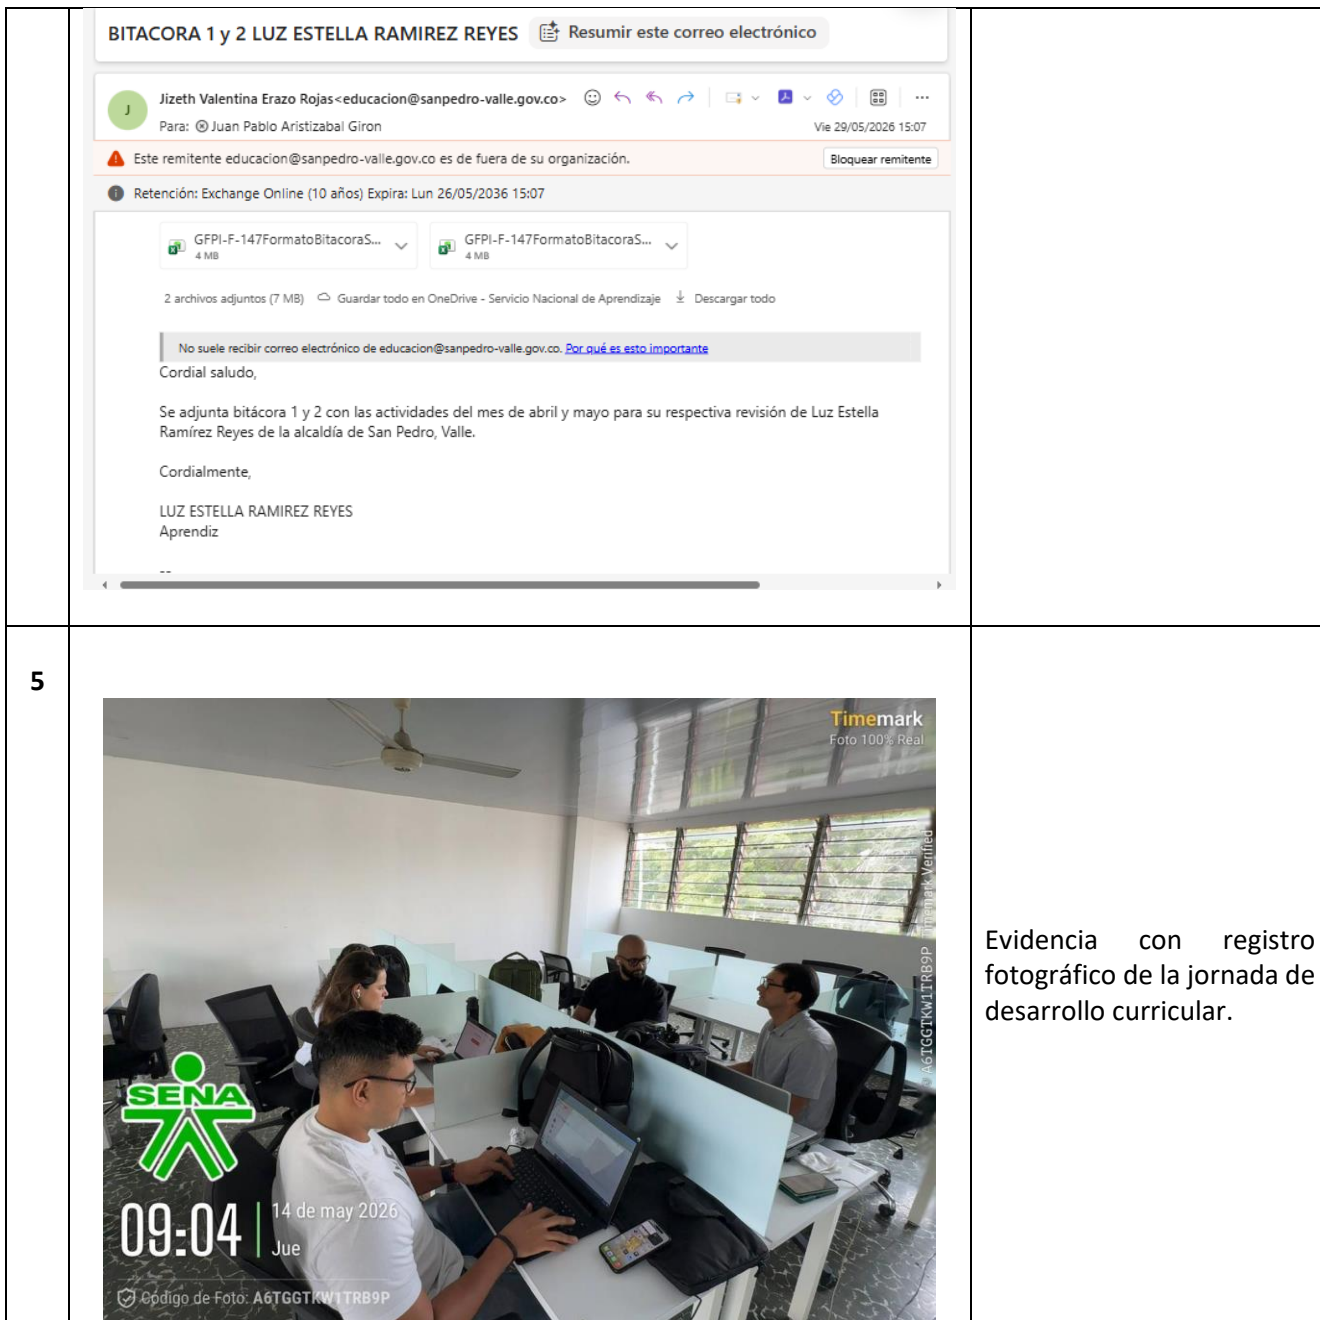 BITACORA 1 y 2 LUZ ESTELLA RAMIREZ REYES Resumir este correo electrónico
J
Jizeth Valentina Erazo Rojas<educacion@sanpedro-valle.gov.co>
Para: Juan Pablo Aristizabal Giron
Vie 29/05/2026 15:07
Este remitente educacion@sanpedro-valle.gov.co es de fuera de su organización.
Bloquear remitente
Retención: Exchange Online (10 años) Expira: Lun 26/05/2036 15:07
GFPI-F-147FormatoBitacoraS...
4 MB
GFPI-F-147FormatoBitacoraS...
4 MB
2 archivos adjuntos (7 MB) Guardar todo en OneDrive - Servicio Nacional de Aprendizaje Descargar todo
No suele recibir correo electrónico de educacion@sanpedro-valle.gov.co. Por qué es esto importante
Cordial saludo,
Se adjunta bitácora 1 y 2 con las actividades del mes de abril y mayo para su respectiva revisión de Luz Estella
Ramírez Reyes de la alcaldía de San Pedro, Valle.
Cordialmente,
LUZ ESTELLA RAMIREZ REYES
Aprendiz
--
5
Timemark
Foto 100% Real
A6TGGTKW1TRB9P Timemark Verified
SENA
09:04
14 de may 2026
Jue
Código de Foto: A6TGGTKW1TRB9P
Evidencia con registro
fotográfico de la jornada de
desarrollo curricular.